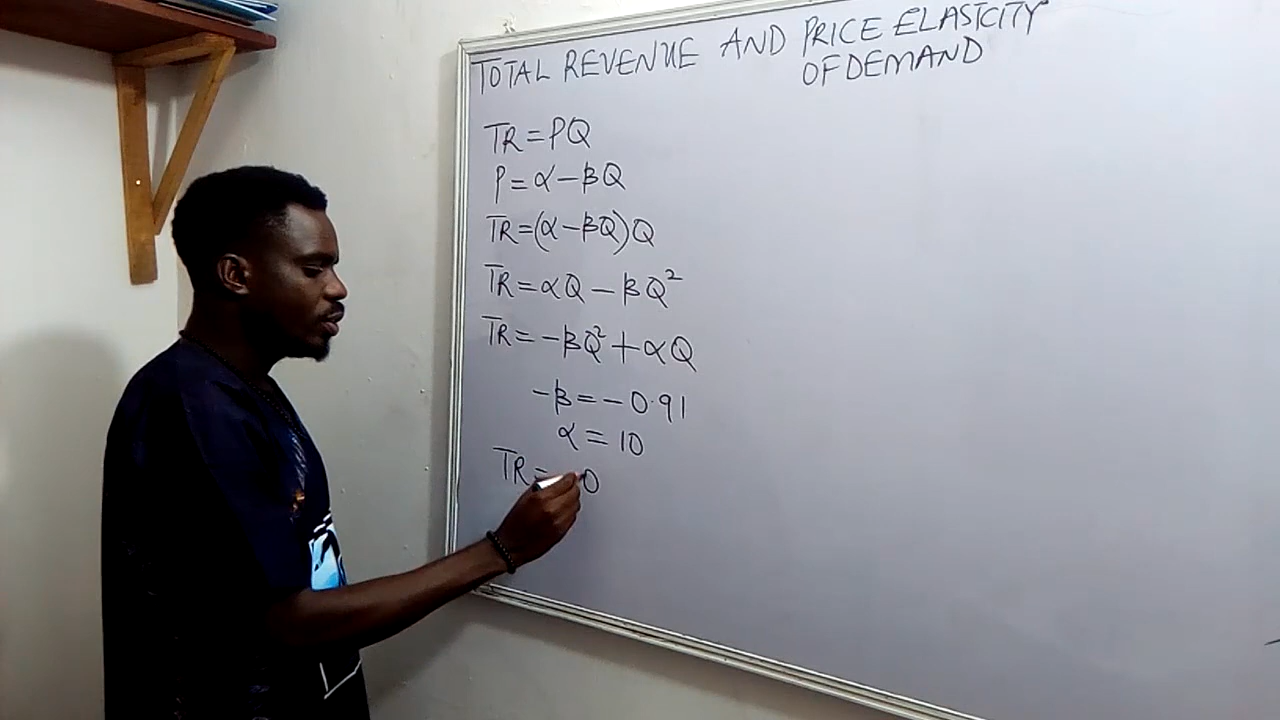 TOTAL REVENUE AND PRICE ELASTCITY
OF DEMAND
TR = PQ
P = α - βQ
TR = (α - βQ)Q
TR = αQ - βQ²
TR = -βQ² + αQ
-β = -0.91
α = 10
TR = 0